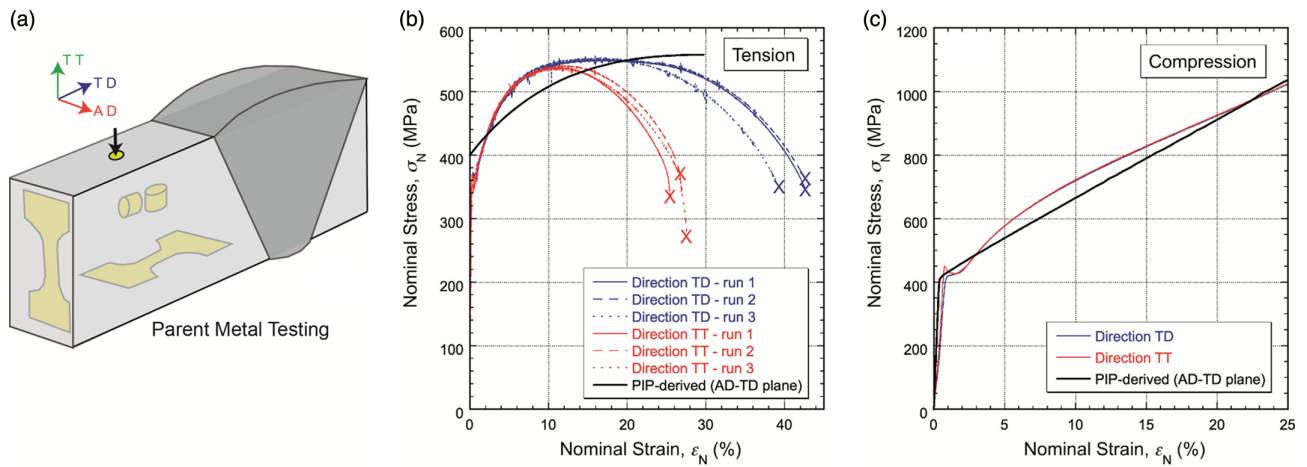 (a)
TT
TD
AD
Parent Metal Testing
(b)
Tension
Nominal Stress, σN (MPa)
600
500
400
300
200
100
0
0 10 20 30 40
Nominal Strain, εN (%)
Direction TD - run 1
Direction TD - run 2
Direction TD - run 3
Direction TT - run 1
Direction TT - run 2
Direction TT - run 3
PIP-derived (AD-TD plane)
(c)
Compression
Nominal Stress, σN (MPa)
1200
1000
800
600
400
200
0
0 5 10 15 20 25
Nominal Strain, εN (%)
Direction TD
Direction TT
PIP-derived (AD-TD plane)